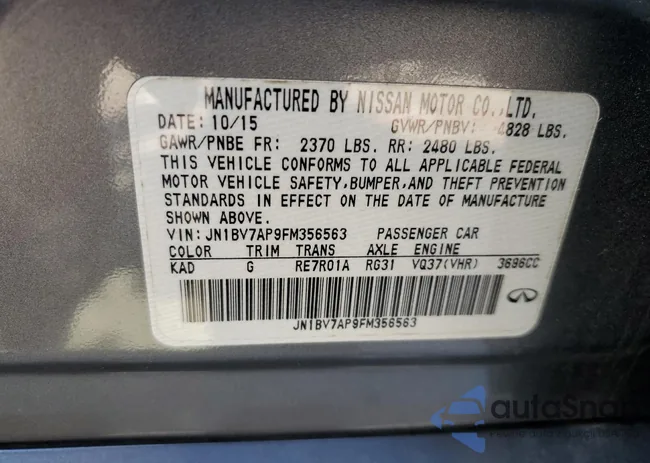 MANUFACTURED BY NISSAN MOTOR CO.,LTD.
DATE: 10/15 GVWR/PNBV: 4828 LBS.
GAWR/PNBE FR: 2370 LBS. RR: 2480 LBS.
THIS VEHICLE CONFORMS TO ALL APPLICABLE FEDERAL
MOTOR VEHICLE SAFETY,BUMPER,AND THEFT PREVENTION
STANDARDS IN EFFECT ON THE DATE OF MANUFACTURE
SHOWN ABOVE.
VIN: JN1BV7AP9FM356563 PASSENGER CAR
COLOR TRIM TRANS AXLE ENGINE
KAD G RE7R01A RG31 VQ37(VHR) 3696CC
JN1BV7AP9FM356563